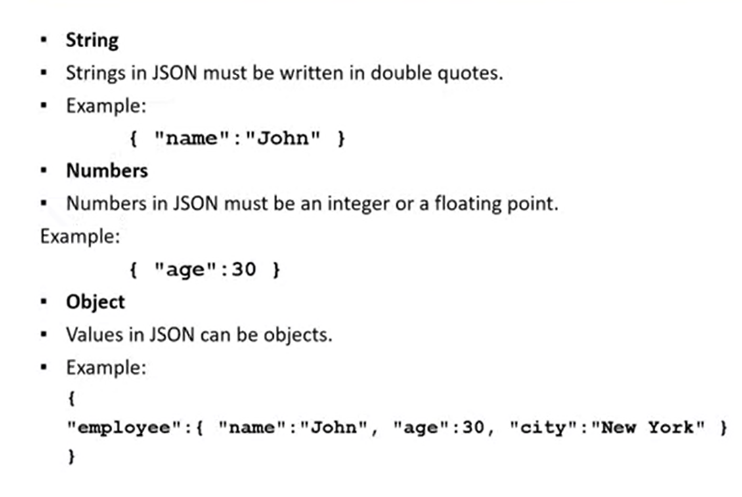 ▪ String
▪ Strings in JSON must be written in double quotes.
▪ Example:
{ "name":"John" }
▪ Numbers
▪ Numbers in JSON must be an integer or a floating point.
Example:
{ "age":30 }
▪ Object
▪ Values in JSON can be objects.
▪ Example:
{
"employee":{ "name":"John", "age":30, "city":"New York" }
}